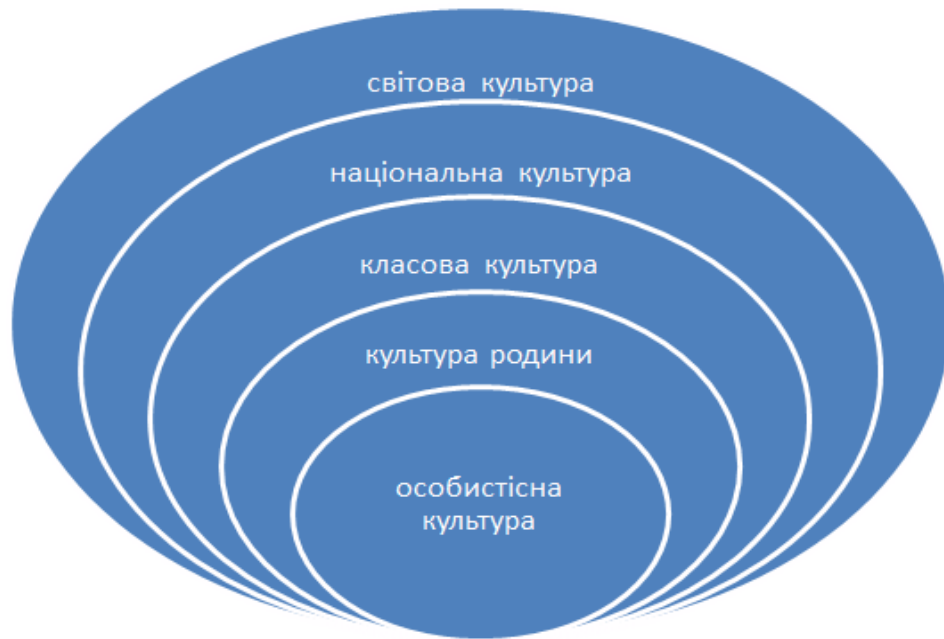 світова культура
національна культура
класова культура
культура родини
особистісна
культура